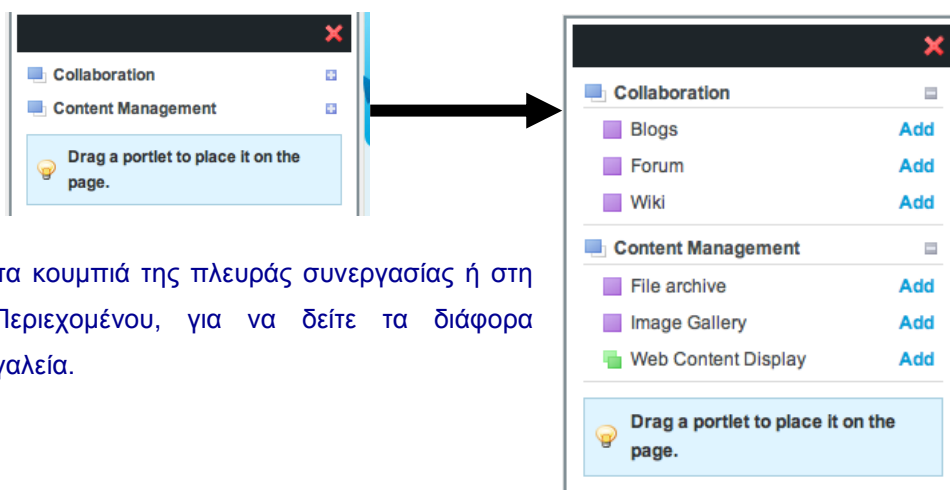 Collaboration
Content Management
Drag a portlet to place it on the
page.
τα κουμπιά της πλευράς συνεργασίας ή στη
Περιεχομένου, για να δείτε τα διάφορα
γαλεία.
Collaboration
Blogs Add
Forum Add
Wiki Add
Content Management
File archive Add
Image Gallery Add
Web Content Display Add
Drag a portlet to place it on the
page.